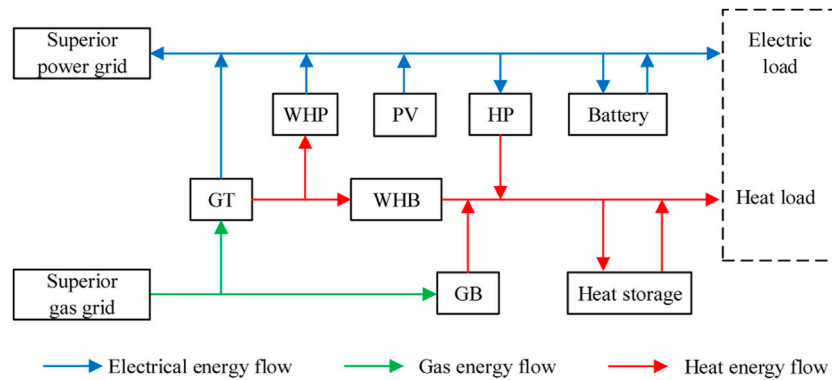 Superior
power grid
Electric
load
WHP
PV
HP
Battery
GT
WHB
Heat load
Superior
gas grid
GB
Heat storage
Electrical energy flow
Gas energy flow
Heat energy flow